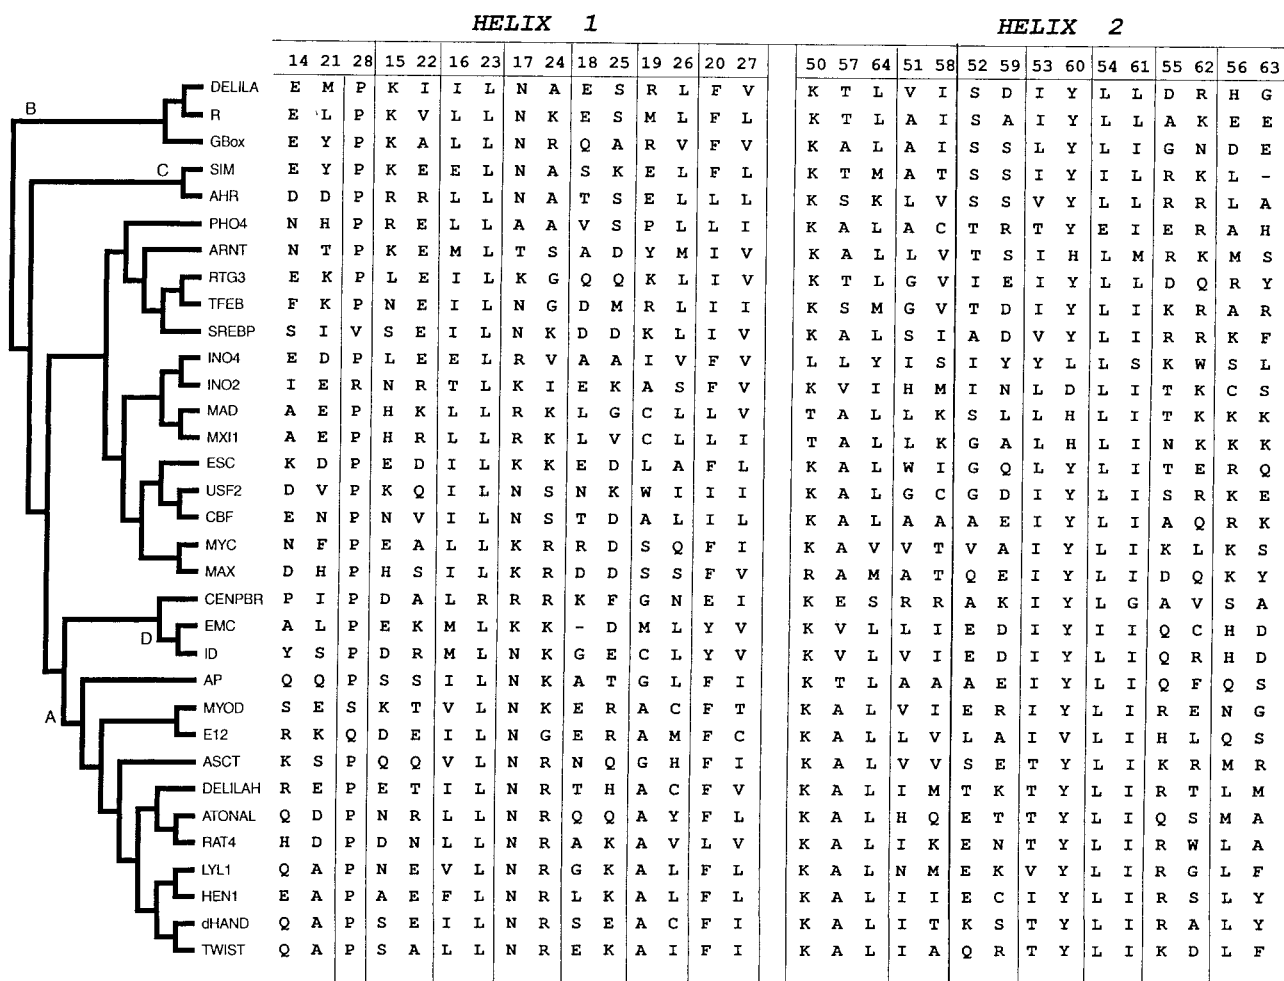 HELIX 1 HELIX 2
14 21 28 15 22 16 23 17 24 18 25 19 26 20 27 50 57 64 51 58 52 59 53 60 54 61 55 62 56 63
DELILA E M P K I I L N A E S R L F V K T L V I S D I Y L L D R H G
B
R E L P K V L L N K E S M L F L K T L A I S A I Y L L A K E E
GBox E Y P K A L L N R Q A R V F V K A L A I S S L Y L I G N D E
C SIM E Y P K E E L N A S K E L F L K T M A T S S I Y I L R K L -
AHR D D P R R L L N A T S E L L L K S K L V S S V Y L L R R L A
PHO4 N H P R E L L A A V S P L L I K A L A C T R T Y E I E R A H
ARNT N T P K E M L T S A D Y M I V K A L L V T S I H L M R K M S
RTG3 E K P L E I L K G Q Q K L I V K T L G V I E I Y L L D Q R Y
TFEB F K P N E I L N G D M R L I I K S M G V T D I Y L I K R A R
SREBP S I V S E I L N K D D K L I V K A L S I A D V Y L I R R K F
INO4 E D P L E E L R V A A I V F V L L Y I S I Y Y L L S K W S L
INO2 I E R N R T L K I E K A S F V K V I H M I N L D L I T K C S
MAD A E P H K L L R K L G C L L V T A L L K S L L H L I T K K K
MXI1 A E P H R L L R K L V C L L I T A L L K G A L H L I N K K K
ESC K D P E D I L K K E D L A F L K A L W I G Q L Y L I T E R Q
USF2 D V P K Q I L N S N K W I I I K A L G C G D I Y L I S R K E
CBF E N P N V I L N S T D A L I L K A L A A A E I Y L I A Q R K
MYC N F P E A L L K R R D S Q F I K A V V T V A I Y L I K L K S
MAX D H P H S I L K R D D S S F V R A M A T Q E I Y L I D Q K Y
CENPBR P I P D A L R R R K F G N E I K E S R R A K I Y L G A V S A
EMC A L P E K M L K K - D M L Y V K V L L I E D I Y I I Q C H D
D
ID Y S P D R M L N K G E C L Y V K V L V I E D I Y L I Q R H D
AP Q Q P S S I L N K A T G L F I K T L A A A E I Y L I Q F Q S
A
MYOD S E S K T V L N K E R A C F T K A L V I E R I Y L I R E N G
E12 R K Q D E I L N G E R A M F C K A L L V L A I V L I H L Q S
ASCT K S P Q Q V L N R N Q G H F I K A L V V S E T Y L I K R M R
DELILAH R E P E T I L N R T H A C F V K A L I M T K T Y L I R T L M
ATONAL Q D P N R L L N R Q Q A Y F L K A L H Q E T T Y L I Q S M A
RAT4 H D P D N L L N R A K A V L V K A L I K E N T Y L I R W L A
LYL1 Q A P N E V L N R G K A L F L K A L N M E K V Y L I R G L F
HEN1 E A P A E F L N R L K A L F L K A L I I E C I Y L I R S L Y
dHAND Q A P S E I L N R S E A C F I K A L I T K S T Y L I R A L Y
TWIST Q A P S A L L N R E K A I F I K A L I A Q R T Y L I K D L F